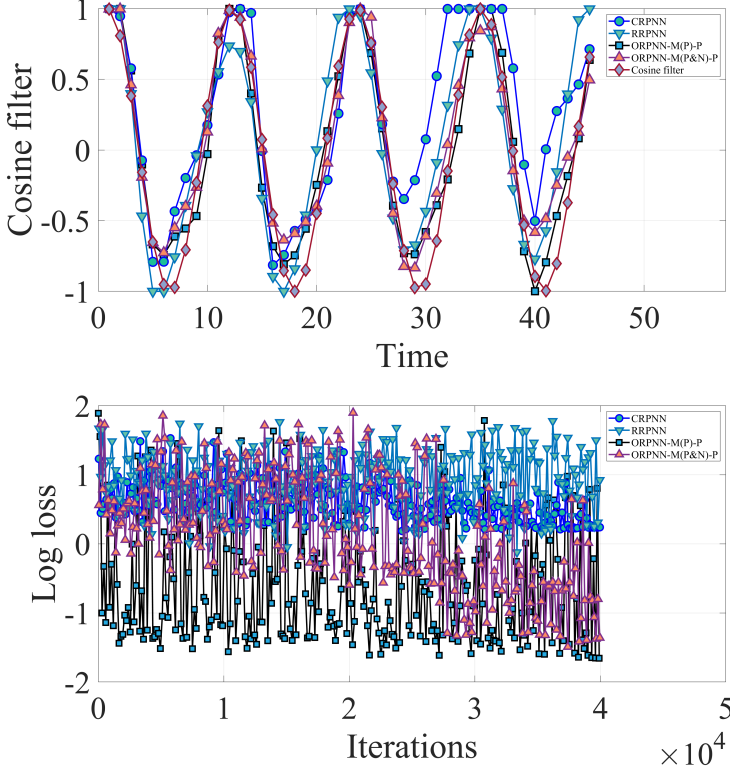 1
0.5
0
-0.5
-1
Cosine filter
0 10 20 30 40 50
Time
CRPNN
RRPNN
ORPNN-M(P)-P
ORPNN-M(P&N)-P
Cosine filter
2
1
0
-1
-2
Log loss
0 1 2 3 4 5
Iterations
×10⁴
CRPNN
RRPNN
ORPNN-M(P)-P
ORPNN-M(P&N)-P